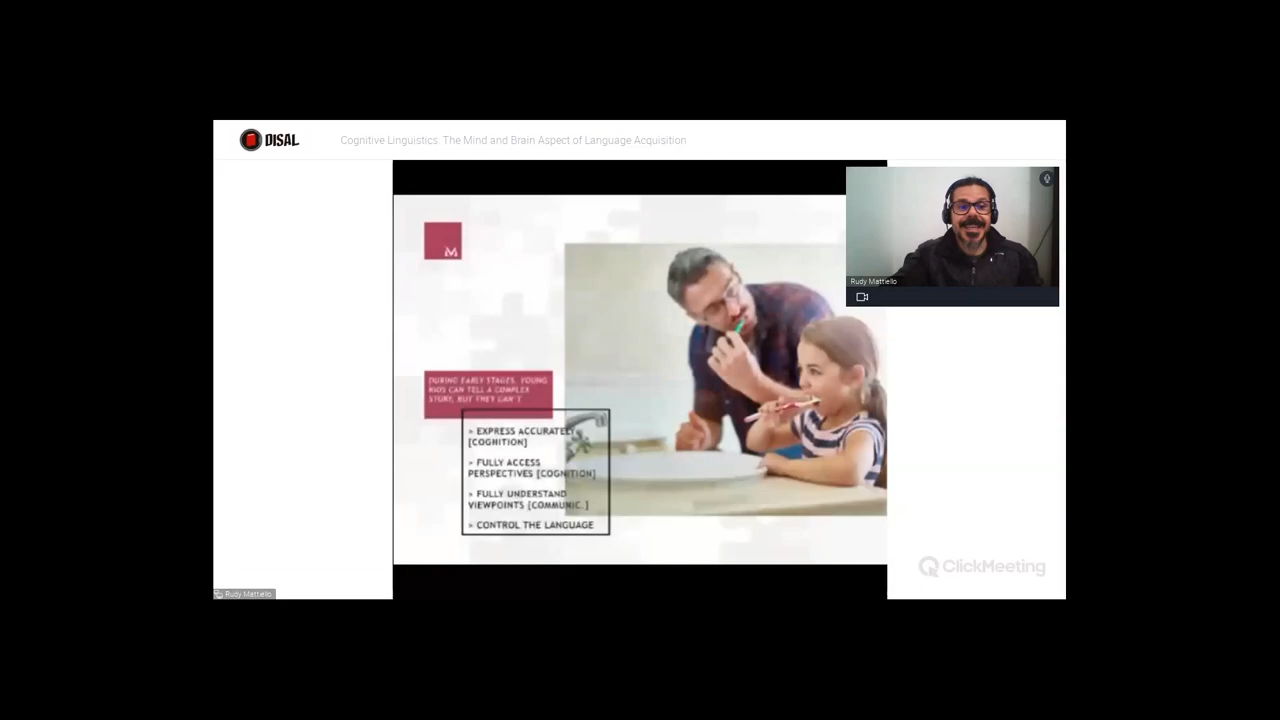 DISAL
Cognitive Linguistics: The Mind and Brain Aspect of Language Acquisition
M
Rudy Mattiello
DURING EARLY STAGES, YOUNG
KIDS CAN TELL A COMPLEX
STORY, BUT THEY CAN'T
> EXPRESS ACCURATELY
[COGNITION]
> FULLY ACCESS
PERSPECTIVES [COGNITION]
> FULLY UNDERSTAND
VIEWPOINTS [COMMUNIC.]
> CONTROL THE LANGUAGE
ClickMeeting
Rudy Mattiello